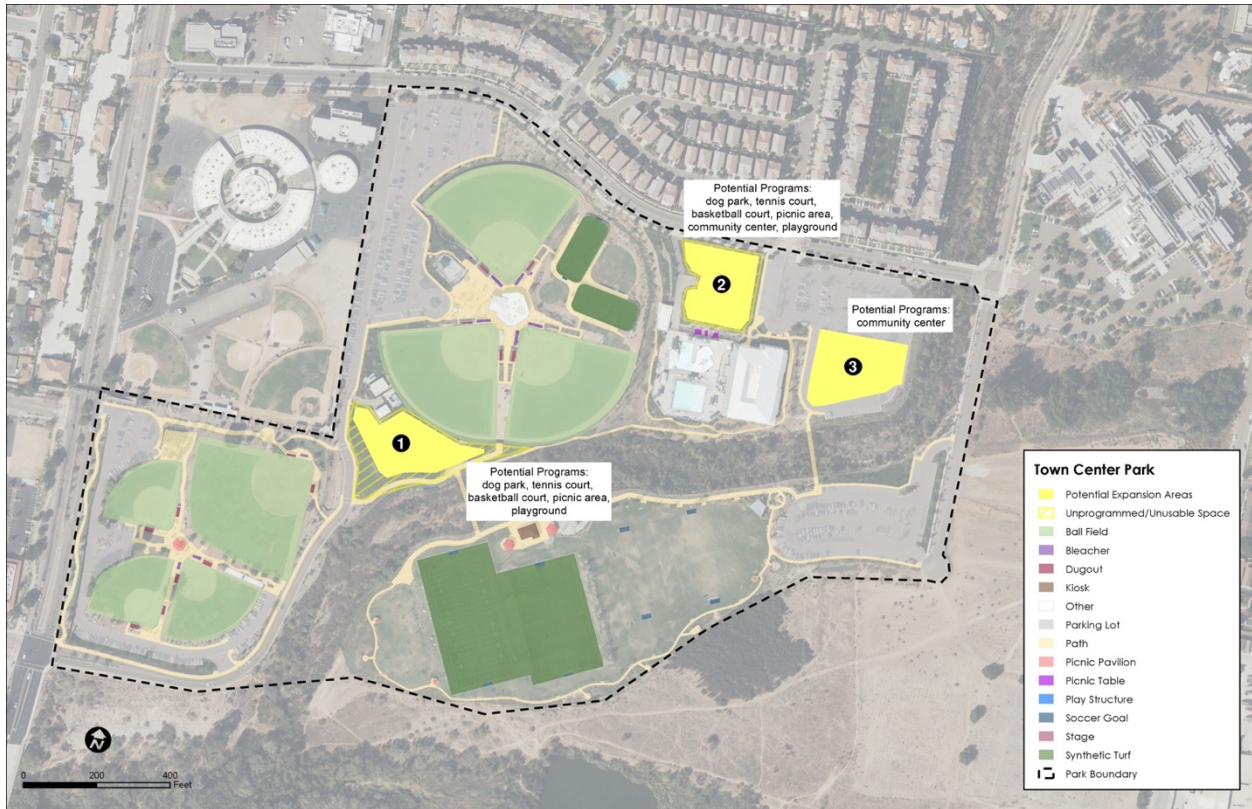 Potential Programs:
dog park, tennis court,
basketball court, picnic area,
community center, playground
2
Potential Programs:
community center
3
1
Potential Programs:
dog park, tennis court,
basketball court, picnic area,
playground
Town Center Park
Potential Expansion Areas
Unprogrammed/Unusable Space
Ball Field
Bleacher
Dugout
Kiosk
Other
Parking Lot
Path
Picnic Pavilion
Picnic Table
Play Structure
Soccer Goal
Stage
Synthetic Turf
Park Boundary
N
0 200 400
Feet